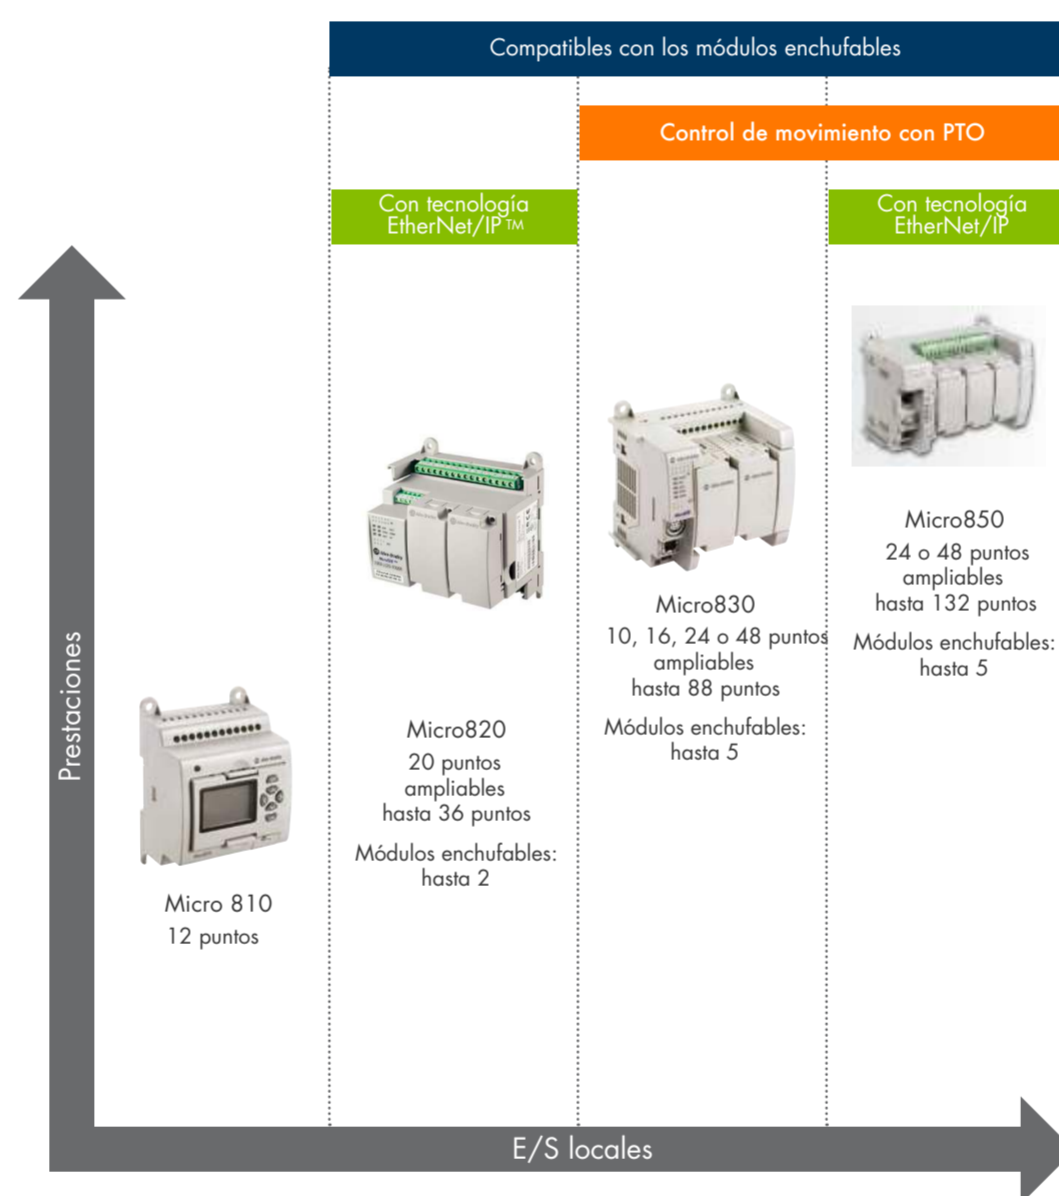 Compatibles con los módulos enchufables
Control de movimiento con PTO
Con tecnología
EtherNet/IP™
Con tecnología
EtherNet/IP
Prestaciones
Micro 810
12 puntos
Micro820
20 puntos
ampliables
hasta 36 puntos
Módulos enchufables:
hasta 2
Micro830
10, 16, 24 o 48 puntos
ampliables
hasta 88 puntos
Módulos enchufables:
hasta 5
Micro850
24 o 48 puntos
ampliables
hasta 132 puntos
Módulos enchufables:
hasta 5
E/S locales